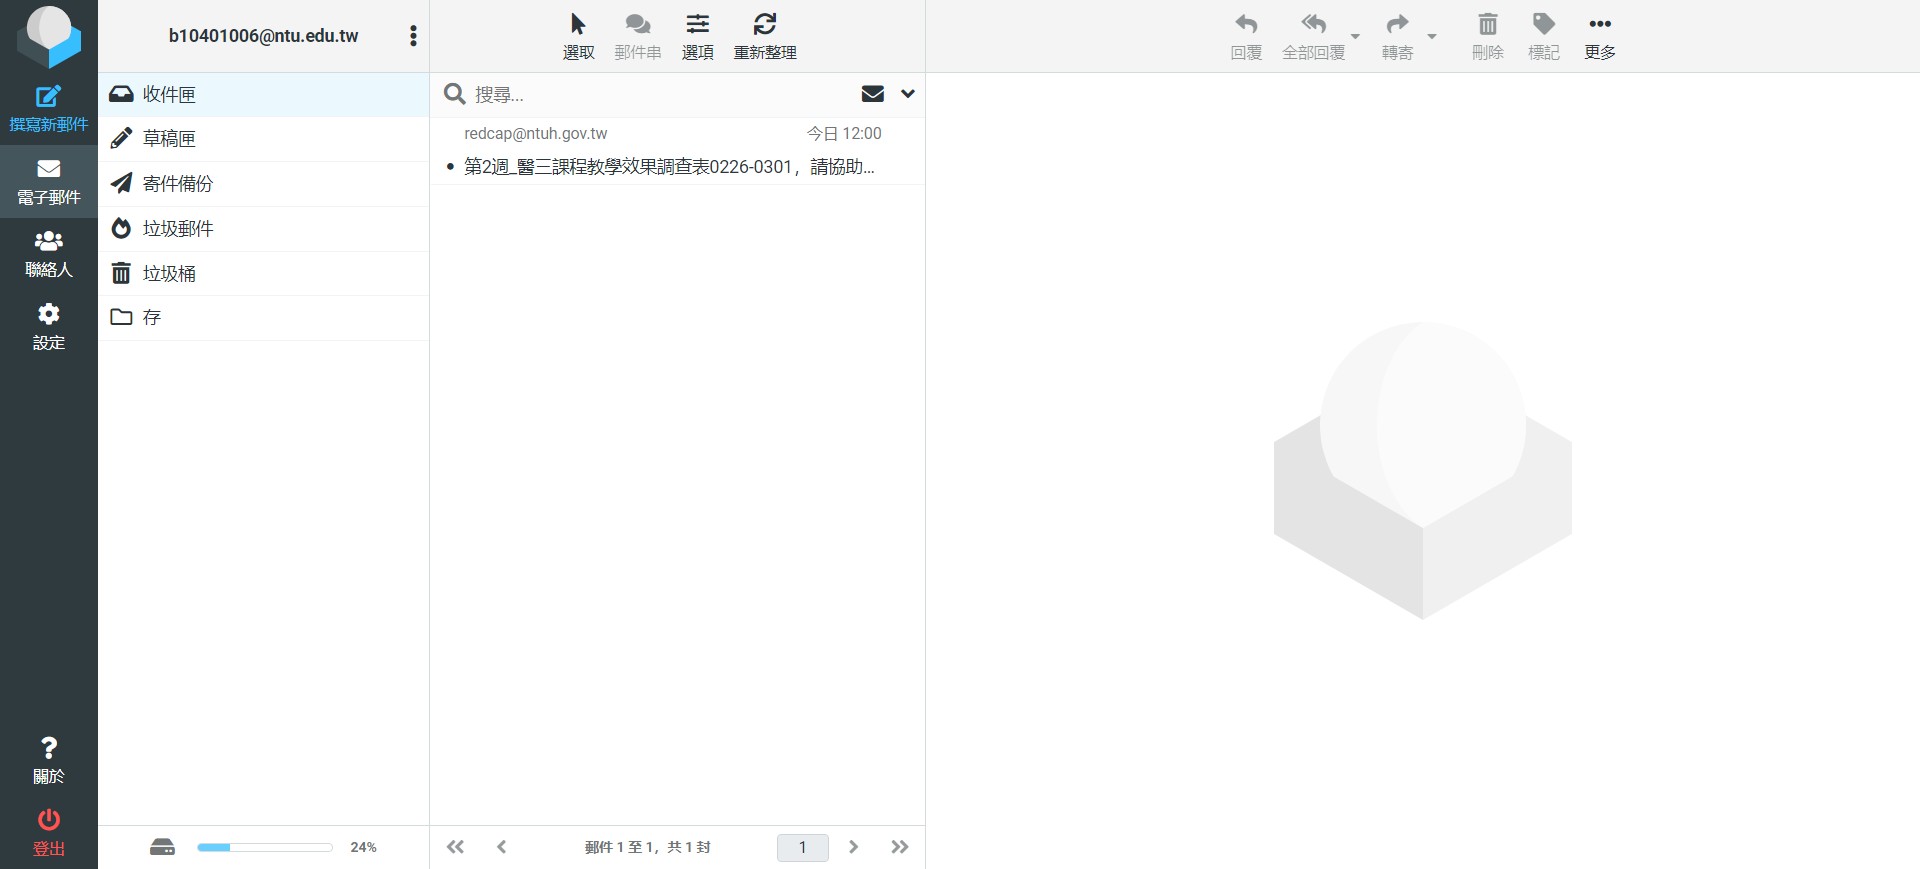 b10401006@ntu.edu.tw
選取
郵件串
選項
重新整理
回覆
全部回覆
轉寄
刪除
標記
更多
撰寫新郵件
電子郵件
聯絡人
設定
關於
登出
收件匣
草稿匣
寄件備份
垃圾郵件
垃圾桶
存
24%
搜尋...
redcap@ntuh.gov.tw
今日 12:00
• 第2週_醫三課程教學效果調查表0226-0301，請協助...
郵件 1 至 1，共 1 封
1